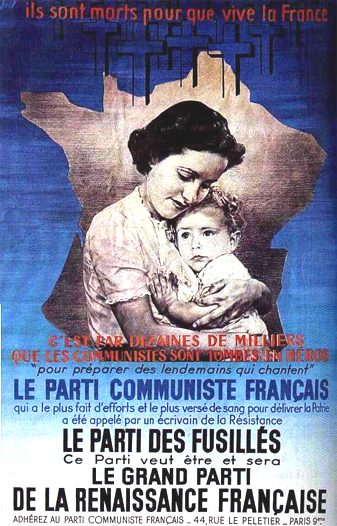 ils sont morts pour que vive la France
C'EST PAR DIZAINES DE MILLIERS
QUE LES COMMUNISTES SONT TOMBÉS EN HÉROS
"pour préparer des lendemains qui chantent"
LE PARTI COMMUNISTE FRANÇAIS
qui a le plus fait d'efforts et le plus versé de sang pour délivrer la Patrie
a été appelé par un écrivain de la Résistance
LE PARTI DES FUSILLÉS
Ce Parti veut être et sera
LE GRAND PARTI
DE LA RENAISSANCE FRANÇAISE
ADHÉREZ AU PARTI COMMUNISTE FRANÇAIS _ 44, RUE LE PELETIER _ PARIS 9ème